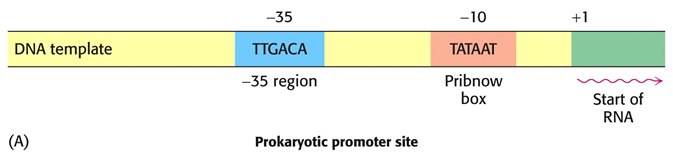 −35 −10 +1
DNA template TTGACA TATAAT
−35 region Pribnow
box
Start of
RNA
(A) Prokaryotic promoter site